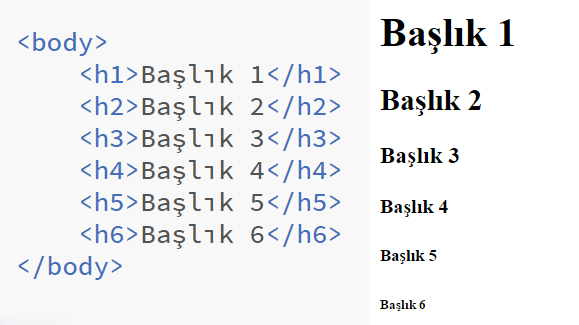 <body>
<h1>Başlık 1</h1>
<h2>Başlık 2</h2>
<h3>Başlık 3</h3>
<h4>Başlık 4</h4>
<h5>Başlık 5</h5>
<h6>Başlık 6</h6>
</body>
Başlık 1
Başlık 2
Başlık 3
Başlık 4
Başlık 5
Başlık 6